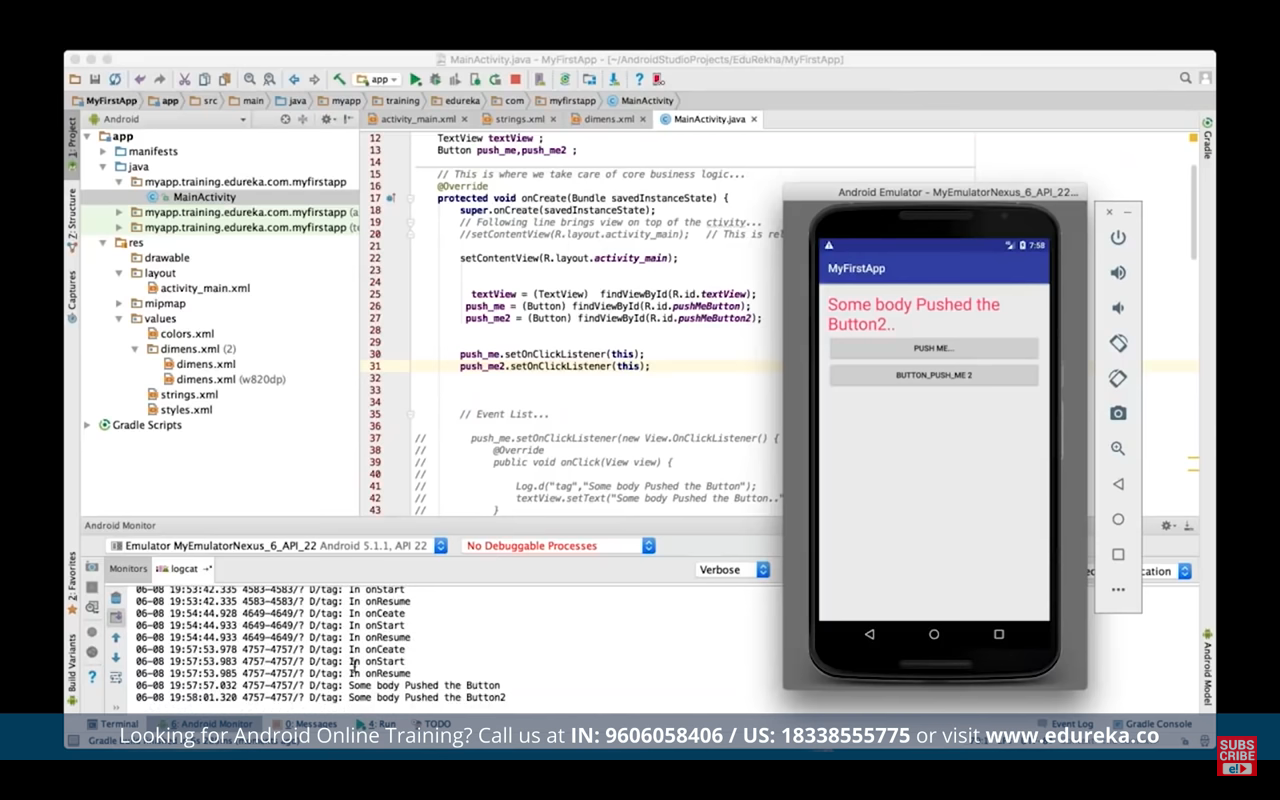 MainActivity.java - MyFirstApp - [~/AndroidStudioProjects/EduRekha/MyFirstApp]
app
MyFirstApp app src main java myapp training edureka com myfirstapp MainActivity
1: Project
Z: Structure
Captures
2: Favorites
Build Variants
Android
app
manifests
java
myapp.training.edureka.com.myfirstapp
MainActivity
myapp.training.edureka.com.myfirstapp (a
myapp.training.edureka.com.myfirstapp (t
res
drawable
layout
activity_main.xml
mipmap
values
colors.xml
dimens.xml (2)
dimens.xml
dimens.xml (w820dp)
strings.xml
styles.xml
Gradle Scripts
activity_main.xml strings.xml dimens.xml MainActivity.java
12 TextView textView ;
13 Button push_me,push_me2 ;
14
15 // This is where we take care of core business logic...
16 @Override
17 protected void onCreate(Bundle savedInstanceState) {
18 super.onCreate(savedInstanceState);
19 // Following line brings view on top of the ctivity...
20 //setContentView(R.layout.activity_main); // This is rel
21
22 setContentView(R.layout.activity_main);
23
24
25 textView = (TextView) findViewById(R.id.textView);
26 push_me = (Button) findViewById(R.id.pushMeButton);
27 push_me2 = (Button) findViewById(R.id.pushMeButton2);
28
29
30 push_me.setOnClickListener(this);
31 push_me2.setOnClickListener(this);
32
33
34
35 // Event List...
36
37 // push_me.setOnClickListener(new View.OnClickListener() {
38 // @Override
39 // public void onClick(View view) {
40 //
41 // Log.d("tag","Some body Pushed the Button");
42 // textView.setText("Some body Pushed the Button.."
43 // }
Android Emulator - MyEmulatorNexus_6_API_22...
7:58
MyFirstApp
Some body Pushed the
Button2..
PUSH ME...
BUTTON_PUSH_ME 2
Gradle
Android Model
Android Monitor
Emulator MyEmulatorNexus_6_API_22 Android 5.1.1, API 22 No Debuggable Processes
Monitors logcat Verbose
cation
06-08 19:53:42.335 4583-4583/? D/tag: In onStart
06-08 19:53:42.335 4583-4583/? D/tag: In onResume
06-08 19:54:44.928 4649-4649/? D/tag: In onCeate
06-08 19:54:44.933 4649-4649/? D/tag: In onStart
06-08 19:54:44.933 4649-4649/? D/tag: In onResume
06-08 19:57:53.978 4757-4757/? D/tag: In onCeate
06-08 19:57:53.983 4757-4757/? D/tag: In onStart
06-08 19:57:53.985 4757-4757/? D/tag: In onResume
06-08 19:57:57.032 4757-4757/? D/tag: Some body Pushed the Button
06-08 19:58:01.320 4757-4757/? D/tag: Some body Pushed the Button2
Terminal 6: Android Monitor 0: Messages 4: Run TODO Event Log Gradle Console
Looking for Android Online Training? Call us at IN: 9606058406 / US: 18338555775 or visit www.edureka.co
SUBS
CRIBE
e!